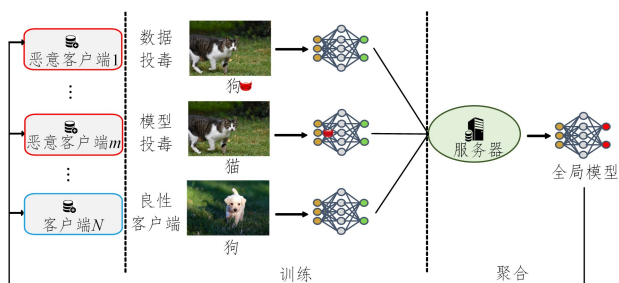 恶意客户端1
⋮
恶意客户端m
⋮
客户端N
数据
投毒
狗
模型
投毒
猫
良性
客户端
狗
训练
服务器
全局模型
聚合